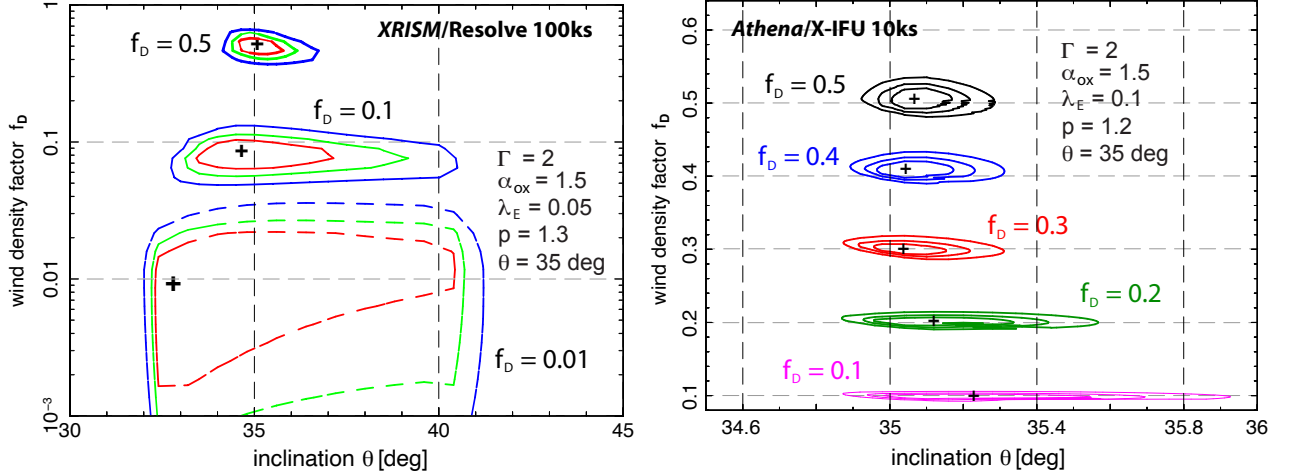 XRISM/Resolve 100ks
f_D = 0.5
f_D = 0.1
Γ = 2
α_ox = 1.5
λ_E = 0.05
p = 1.3
θ = 35 deg
f_D = 0.01
wind density factor f_D
1
0.1
0.01
10⁻³
30
35
40
45
inclination θ [deg]
Athena/X-IFU 10ks
Γ = 2
α_ox = 1.5
λ_E = 0.1
p = 1.2
θ = 35 deg
f_D = 0.5
f_D = 0.4
f_D = 0.3
f_D = 0.2
f_D = 0.1
wind density factor f_D
0.6
0.5
0.4
0.3
0.2
0.1
34.6
35
35.4
35.8
36
inclination θ [deg]